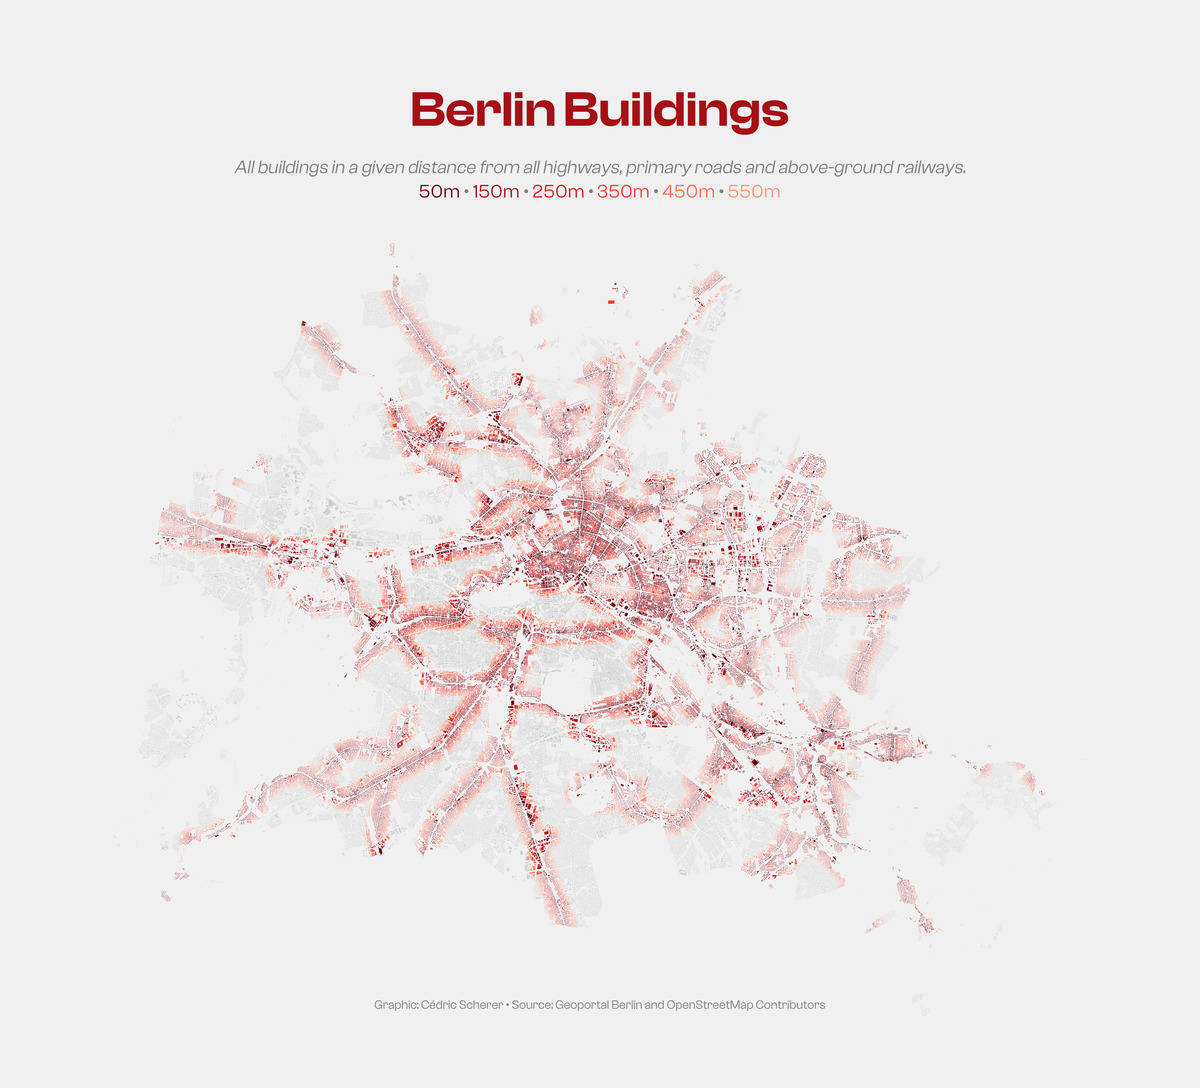 Berlin Buildings
All buildings in a given distance from all highways, primary roads and above-ground railways.
50m • 150m • 250m • 350m • 450m • 550m
Graphic: Cédric Scherer • Source: Geoportal Berlin and OpenStreetMap Contributors